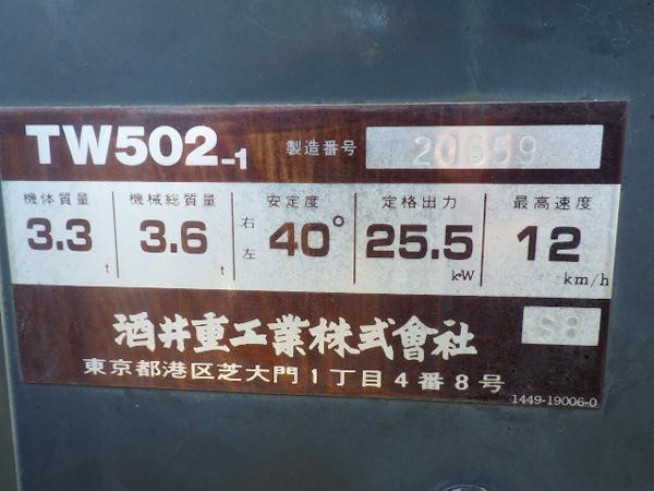 TW502-1 製造番号 20659
機体質量 機械総質量 安定度 定格出力 最高速度
3.3 t 3.6 t 右左 40° 25.5 kW 12 km/h
酒井重工業株式會社 S8
東京都港区芝大門1丁目4番8号
1449-19006-0